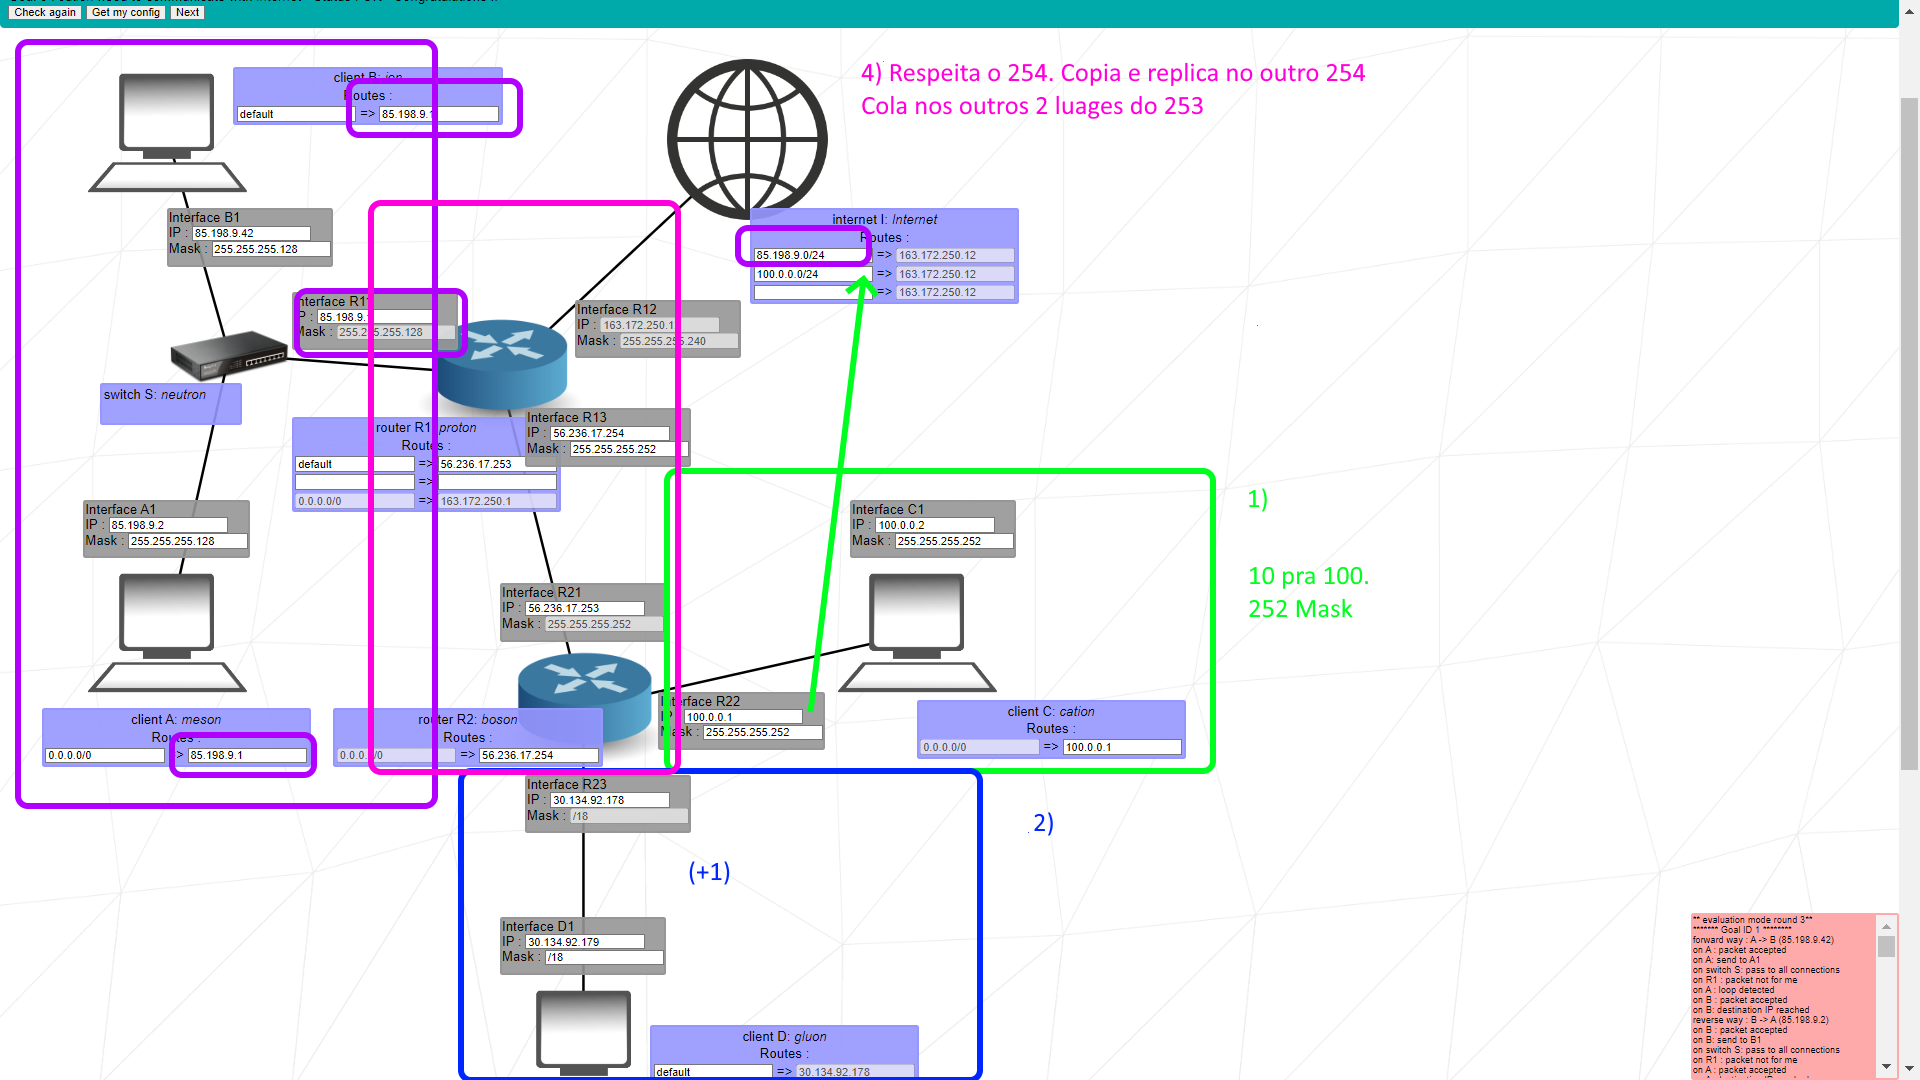 Check again
Get my config
Next
client B: ion
Routes :
default => 85.198.9.1
4) Respeita o 254. Copia e replica no outro 254
Cola nos outros 2 luages do 253
Interface B1
IP : 85.198.9.42
Mask : 255.255.255.128
internet I: Internet
Routes :
85.198.9.0/24 => 163.172.250.12
100.0.0.0/24 => 163.172.250.12
=> 163.172.250.12
Interface R11
IP : 85.198.9.
Mask : 255.255.255.128
Interface R12
IP : 163.172.250.1
Mask : 255.255.255.240
switch S: neutron
Interface R13
IP : 56.236.17.254
Mask : 255.255.255.252
router R1: proton
Routes :
default => 56.236.17.253
=>
0.0.0.0/0 => 163.172.250.1
Interface A1
IP : 85.198.9.2
Mask : 255.255.255.128
Interface C1
IP : 100.0.0.2
Mask : 255.255.255.252
1)
10 pra 100.
252 Mask
Interface R21
IP : 56.236.17.253
Mask : 255.255.255.252
Interface R22
IP : 100.0.0.1
Mask : 255.255.255.252
client A: meson
Routes :
0.0.0.0/0 => 85.198.9.1
router R2: boson
Routes :
0.0.0.0/0 => 56.236.17.254
client C: cation
Routes :
0.0.0.0/0 => 100.0.0.1
Interface R23
IP : 30.134.92.178
Mask : /18
2)
(+1)
Interface D1
IP : 30.134.92.179
Mask : /18
client D: gluon
Routes :
default => 30.134.92.178
** evaluation mode round 3**
******* Goal ID 1 ********
forward way : A -> B (85.198.9.42)
on A : packet accepted
on A: send to A1
on switch S: pass to all connections
on R1 : packet not for me
on A : loop detected
on B : packet accepted
on B: destination IP reached
reverse way : B -> A (85.198.9.2)
on B : packet accepted
on B: send to B1
on switch S: pass to all connections
on R1 : packet not for me
on A : packet accepted